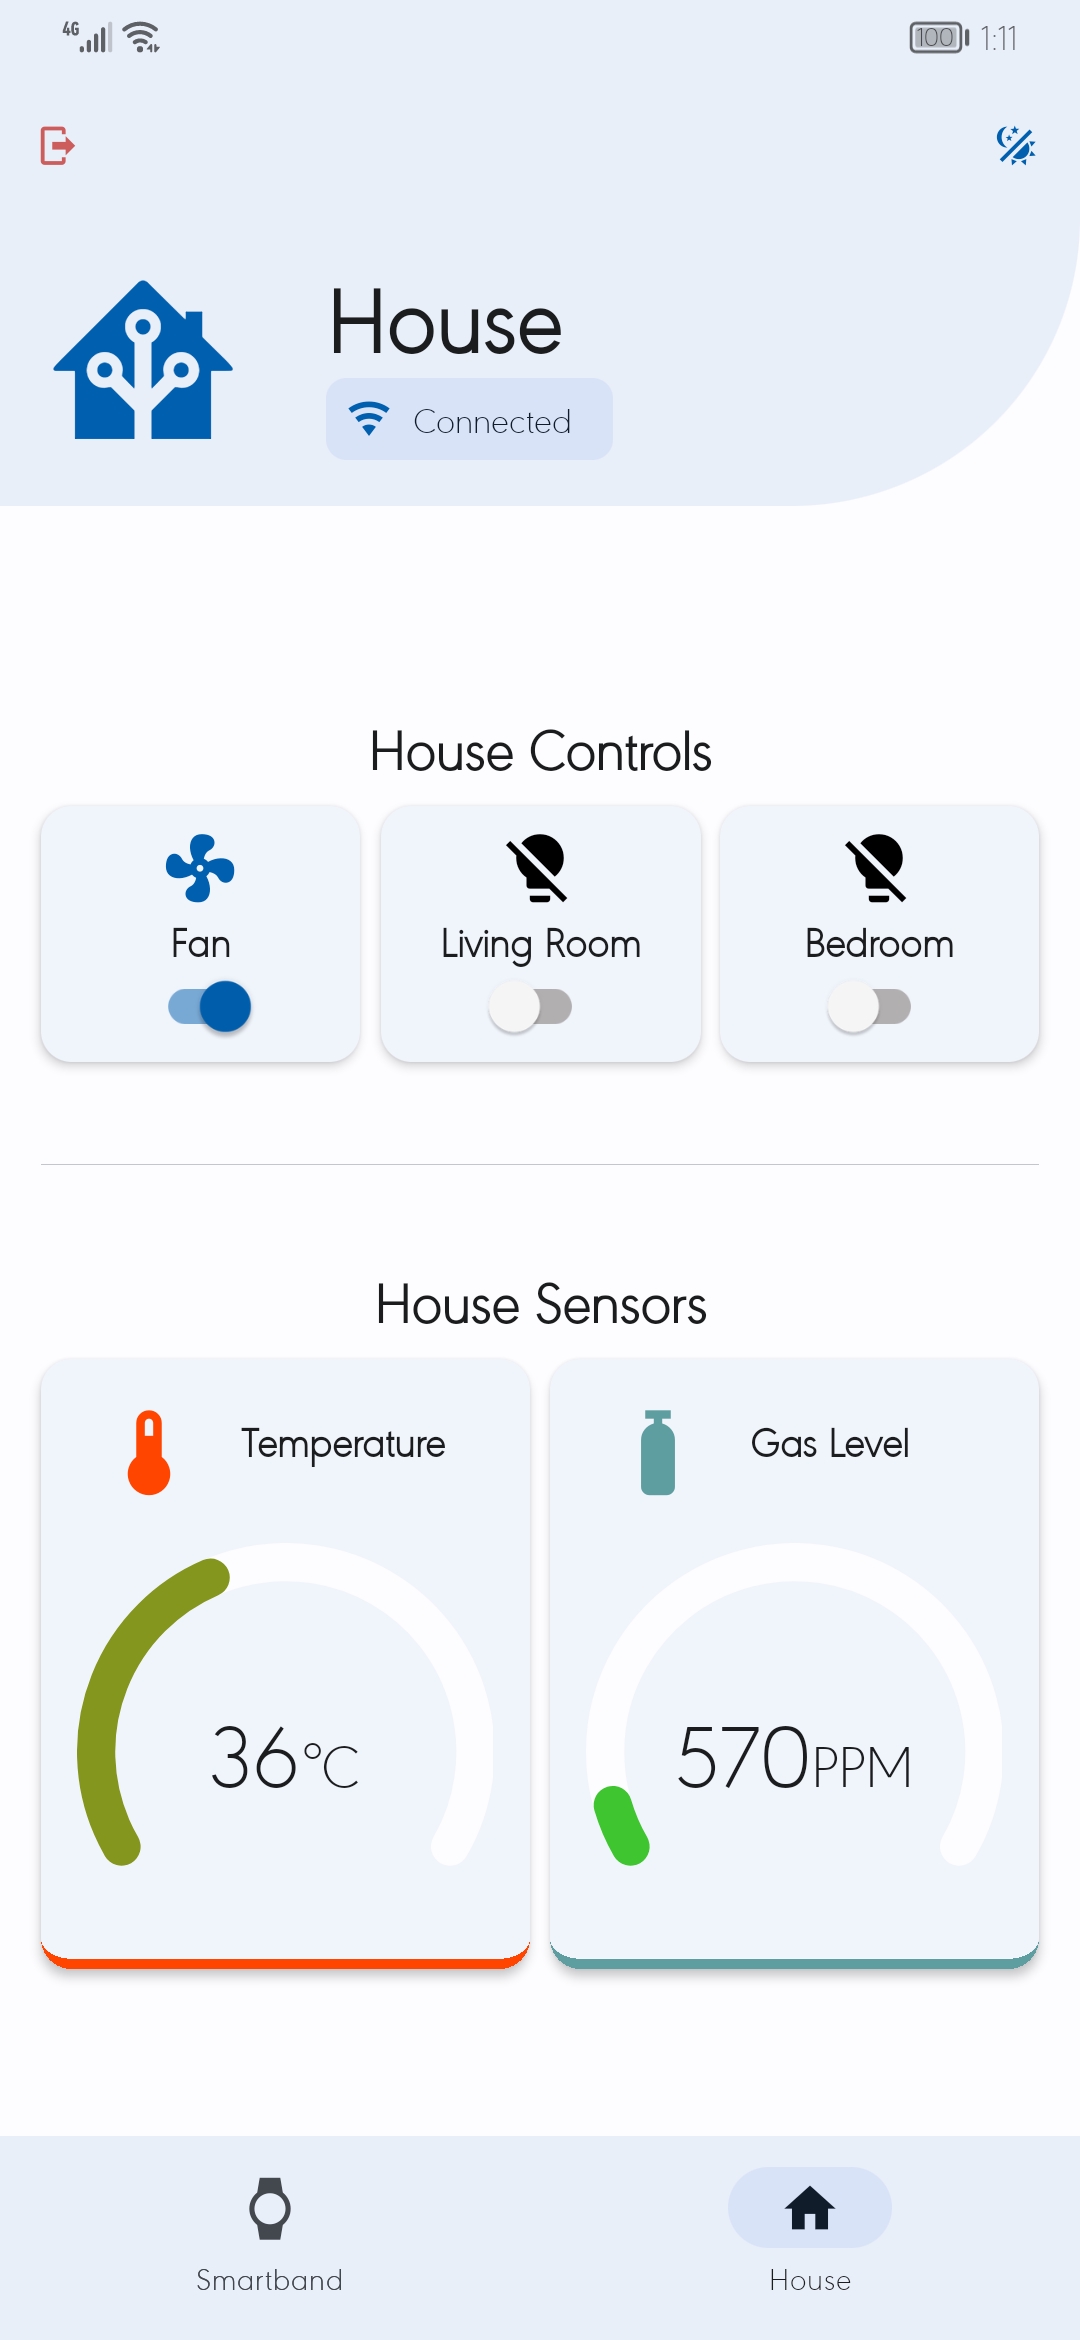 4G 100 1:11
House
Connected
House Controls
Fan Living Room Bedroom
House Sensors
Temperature Gas Level
36°C 570PPM
Smartband House